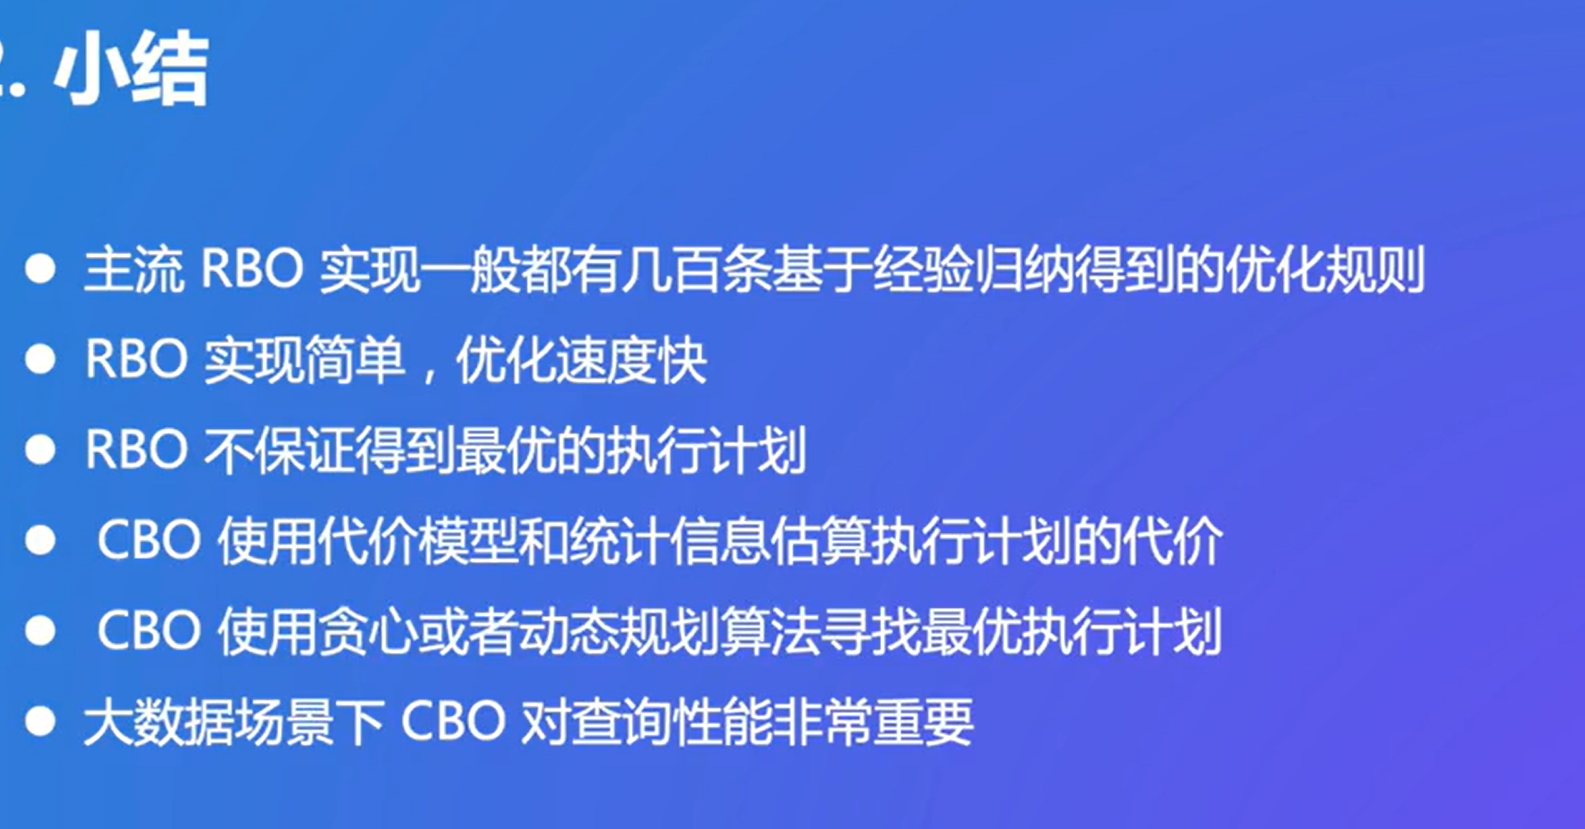 2. 小结
主流 RBO 实现一般都有几百条基于经验归纳得到的优化规则
RBO 实现简单，优化速度快
RBO 不保证得到最优的执行计划
CBO 使用代价模型和统计信息估算执行计划的代价
CBO 使用贪心或者动态规划算法寻找最优执行计划
大数据场景下 CBO 对查询性能非常重要